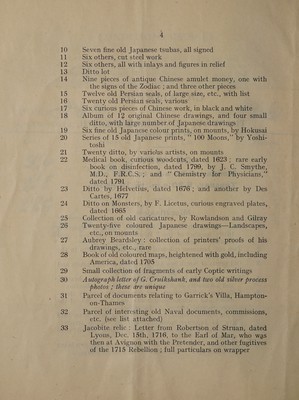 4
10 Seven fine old Japanese tsubas, all signed
11 Six others, cut steel work
12 Six others, all with inlays and figures in relief
13 Ditto lot
14 Nine pieces of antique Chinese amulet money, one with
the signs of the Zodiac ; and three other pieces
15 Twelve old Persian seals, of large size, etc., with list
16 Twenty old Persian seals, various
17 Six curious pieces of Chinese work, in black and white
18 Album of 12 original Chinese drawings, and four small
ditto, with large number of Japanese drawings
19 Six fine old Japanese colour prints, on mounts, by Hokusai
20 Series of 15 old Japanese prints, " 100 Moons," by Yoshi-
toshi
21 Twenty ditto, by various artists, on mounts
22 Medical book, curious woodcuts, dated 1623 ; rare early
book on disinfection, dated 1799, by J. C. Smythe,
M.D., F.R.C.S. ; and " Chemistry for Physicians,"
dated 1791
23 Ditto by Helvetius, dated 1676 ; and another by Des
Cartes, 1677
24 Ditto on Monsters, by F. Licetus, curious engraved plates,
dated 1665
25 Collection of old caricatures, by Rowlandson and Gilray
26 Twenty-five coloured Japanese drawings—Landscapes,
etc., on mounts
27 Aubrey Beardsley ; collection of printers' proofs of his
drawings, etc., rare
28 Book of old coloured maps, heightened with gold, including
America, dated 1705
29 Small collection of fragments of early Coptic writings
30 Autograph letter of G. Cruikshank, and two old silver process
photos ; these are unique
31 Parcel of documents relating to Garrick's Villa, Hampton-
on-Thames
32 Parcel of interesting old Naval documents, commissions,
etc. (see list attached)
33 Jacobite relic : Letter from Robertson of Struan, dated
Lyons, Dec. 15th, 1716, to the Earl of Mar, who was
then at Avignon with the Pretender, and other fugitives
of the 1715 Rebellion ; full particulars on wrapper